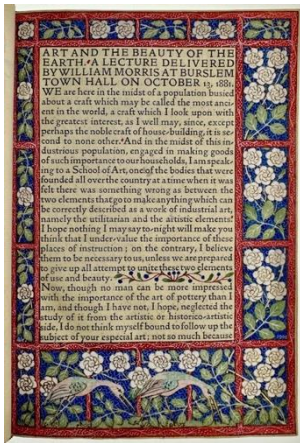 ART AND THE BEAUTY OF THE
EARTH. A LECTURE DELIVERED
BY WILLIAM MORRIS AT BURSLEM
TOWN HALL ON OCTOBER 13, 1881.
WE are here in the midst of a population busied
about a craft which may be called the most anci-
ent in the world, a craft which I look upon with
the greatest interest, as I well may, since, except
perhaps the noble craft of house-building, it is se-
cond to none other. And in the midst of this in-
dustrious population, engaged in making goods
of such importance to our households, I am speak-
ing to a School of Art, one of the bodies that were
founded all over the country at a time when it was
felt there was something wrong as between the
two elements that go to make anything which can
be correctly described as a work of industrial art,
namely the utilitarian and the artistic elements.
I hope nothing I may say to-night will make you
think that I under-value the importance of these
places of instruction; on the contrary, I believe
them to be necessary to us, unless we are prepared
to give up all attempt to unite these two elements
of use and beauty.
Now, though no man can be more impressed
with the importance of the art of pottery than I
am, and though I have not, I hope, neglected the
study of it from the artistic or historico-artistic
side, I do not think myself bound to follow up the
subject of your especial art; not so much because